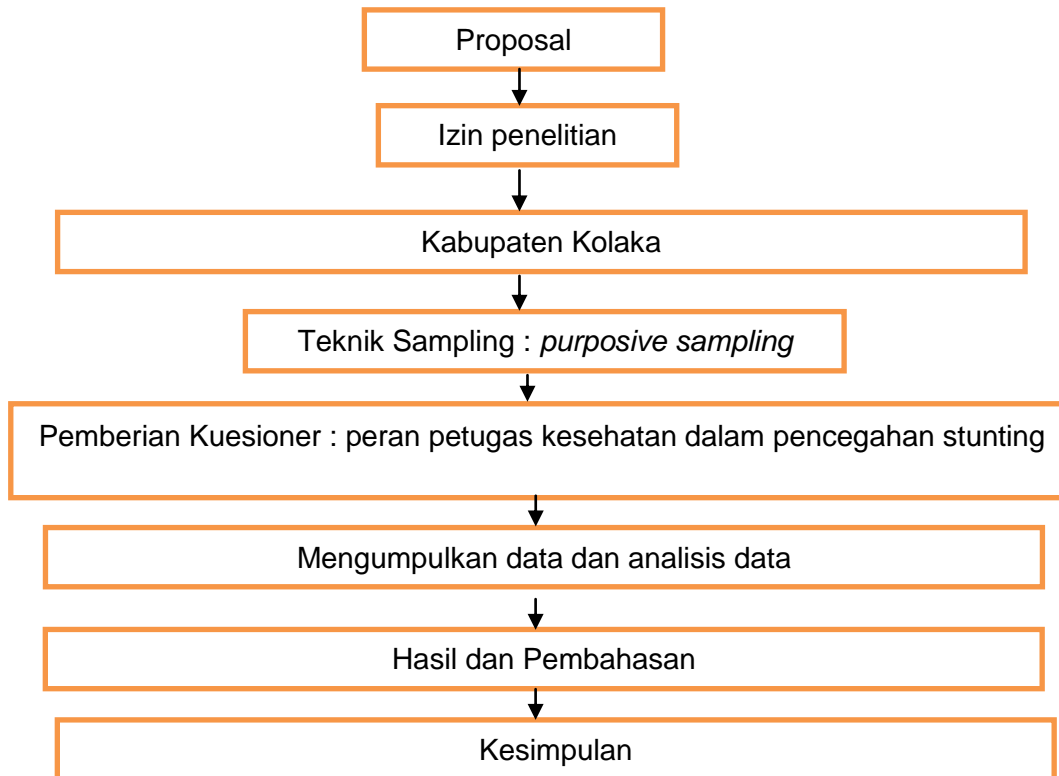 Proposal
Izin penelitian
Kabupaten Kolaka
Teknik Sampling : purposive sampling
Pemberian Kuesioner : peran petugas kesehatan dalam pencegahan stunting
Mengumpulkan data dan analisis data
Hasil dan Pembahasan
Kesimpulan